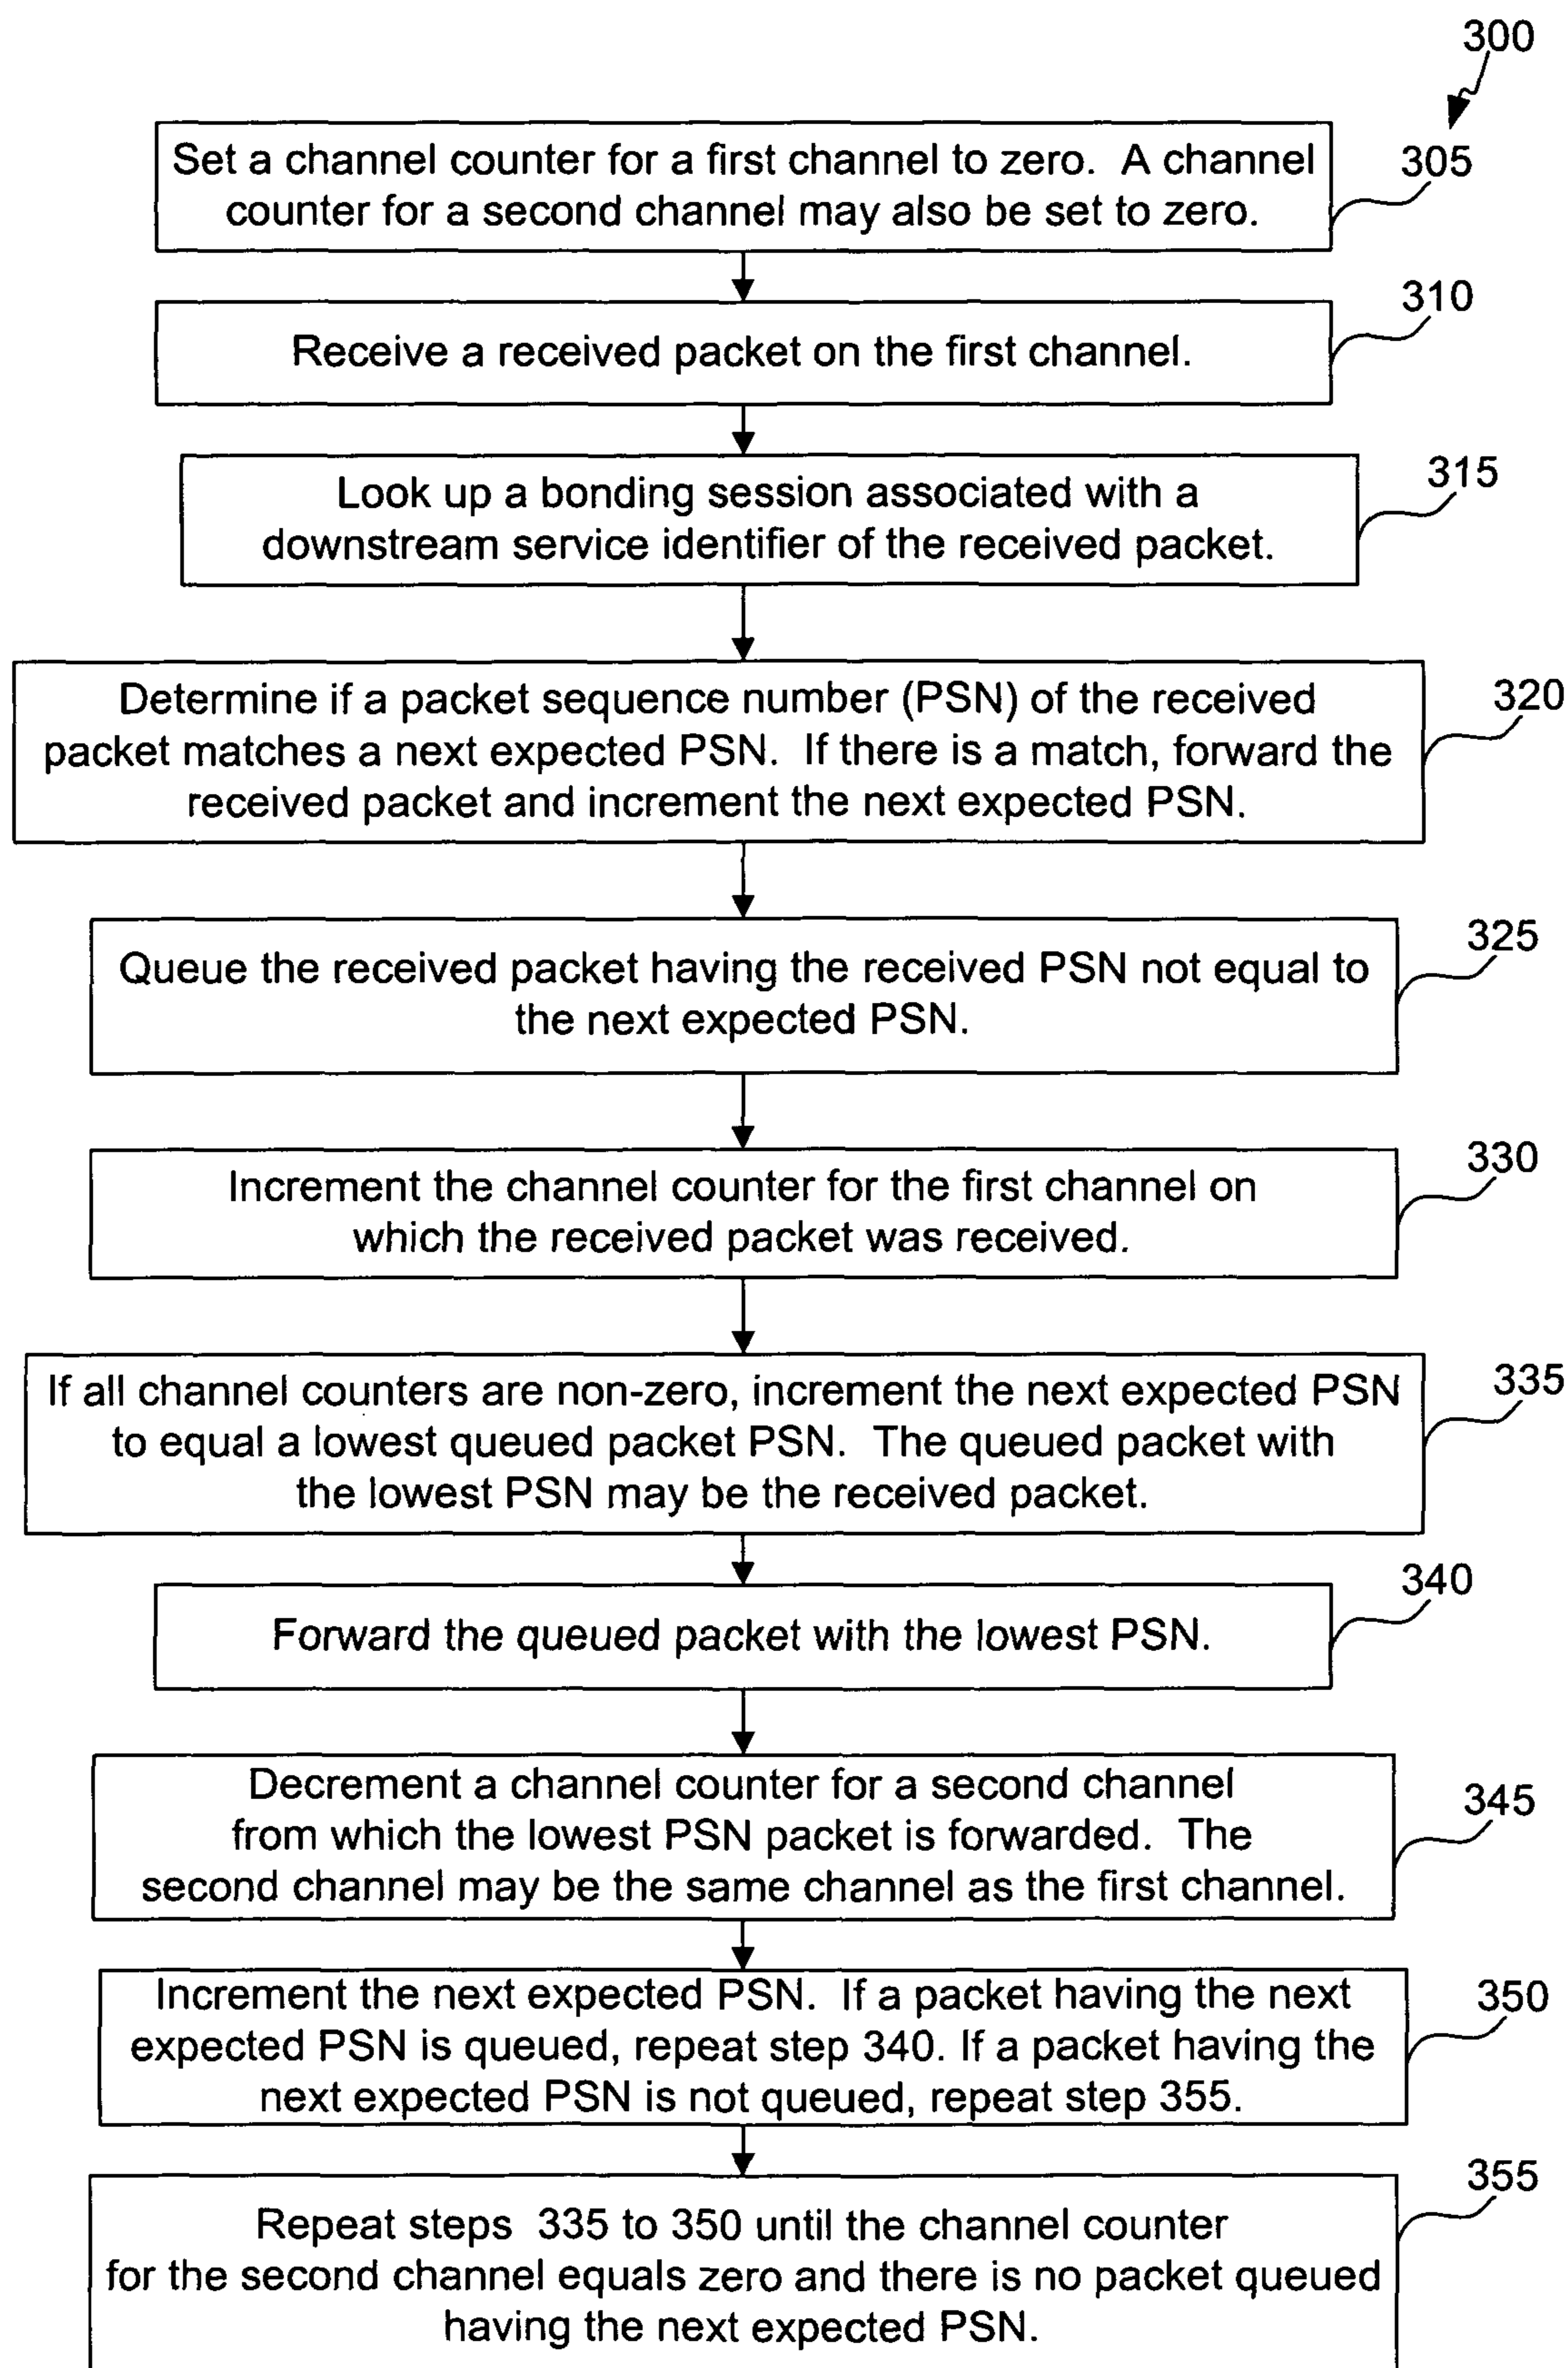 300
Set a channel counter for a first channel to zero. A channel
counter for a second channel may also be set to zero.
305
310
Receive a received packet on the first channel.
315
Look up a bonding session associated with a
downstream service identifier of the received packet.
320
Determine if a packet sequence number (PSN) of the received
packet matches a next expected PSN. If there is a match, forward the
received packet and increment the next expected PSN.
325
Queue the received packet having the received PSN not equal to
the next expected PSN.
330
Increment the channel counter for the first channel on
which the received packet was received.
335
If all channel counters are non-zero, increment the next expected PSN
to equal a lowest queued packet PSN. The queued packet with
the lowest PSN may be the received packet.
340
Forward the queued packet with the lowest PSN.
345
Decrement a channel counter for a second channel
from which the lowest PSN packet is forwarded. The
second channel may be the same channel as the first channel.
350
Increment the next expected PSN. If a packet having the next
expected PSN is queued, repeat step 340. If a packet having the
next expected PSN is not queued, repeat step 355.
355
Repeat steps 335 to 350 until the channel counter
for the second channel equals zero and there is no packet queued
having the next expected PSN.